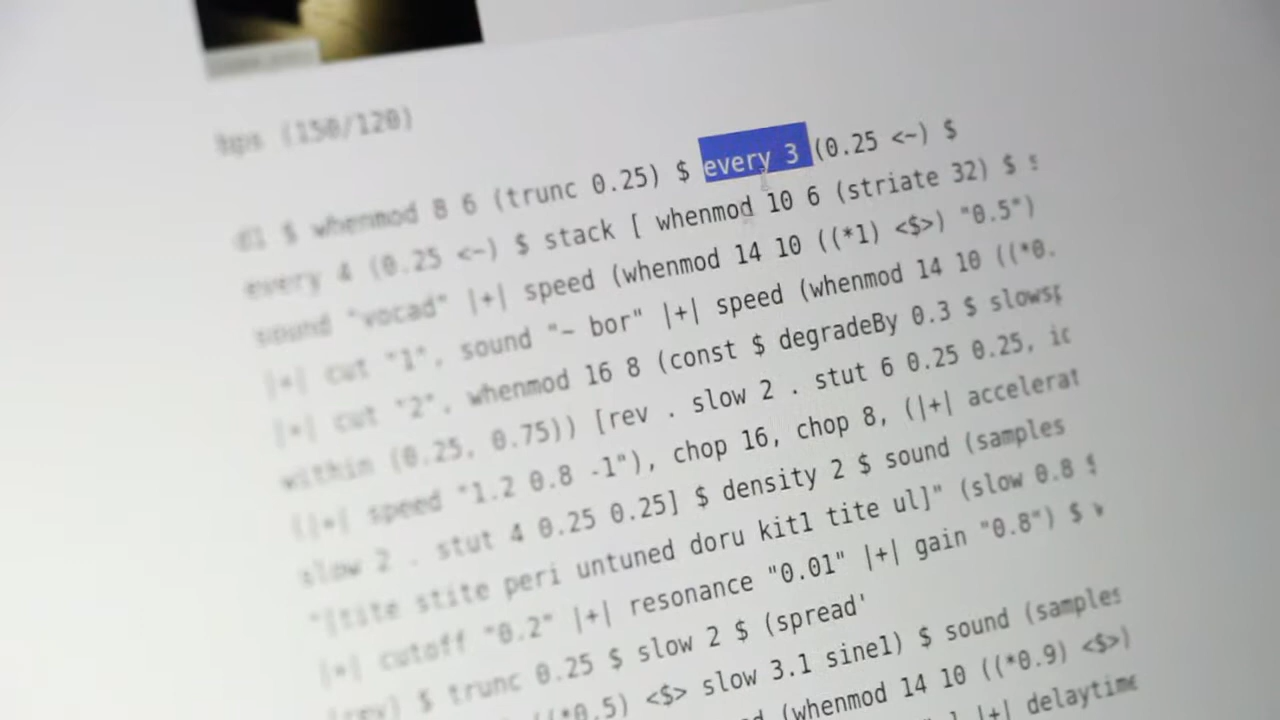 bps (150/120)
d1 $ whenmod 8 6 (trunc 0.25) $ every 3 (0.25 <~) $
every 4 (0.25 <~) $ stack [ whenmod 10 6 (striate 32) $
sound "vocad" |+| speed (whenmod 14 10 ((*1) <$>) "0.5")
|+| cut "1", sound "~ bor" |+| speed (whenmod 14 10 ((*0.
|+| cut "2", whenmod 16 8 (const $ degradeBy 0.3 $ slowsp
within (0.25, 0.75)) [rev . slow 2 . stut 6 0.25 0.25, ic
(|+| speed "1.2 0.8 -1"), chop 16, chop 8, (|+| accelerat
slow 2 . stut 4 0.25 0.25] $ density 2 $ sound (samples
"[tite stite peri untuned doru kit1 tite ul]" (slow 0.8 $
|+| cutoff "0.2" |+| resonance "0.01" |+| gain "0.8") $
(rev) $ trunc 0.25 $ slow 2 $ (spread'
((*0.5) <$> slow 3.1 sine1) $ sound (samples
(whenmod 14 10 ((*0.9) <$>)
|+| delaytime